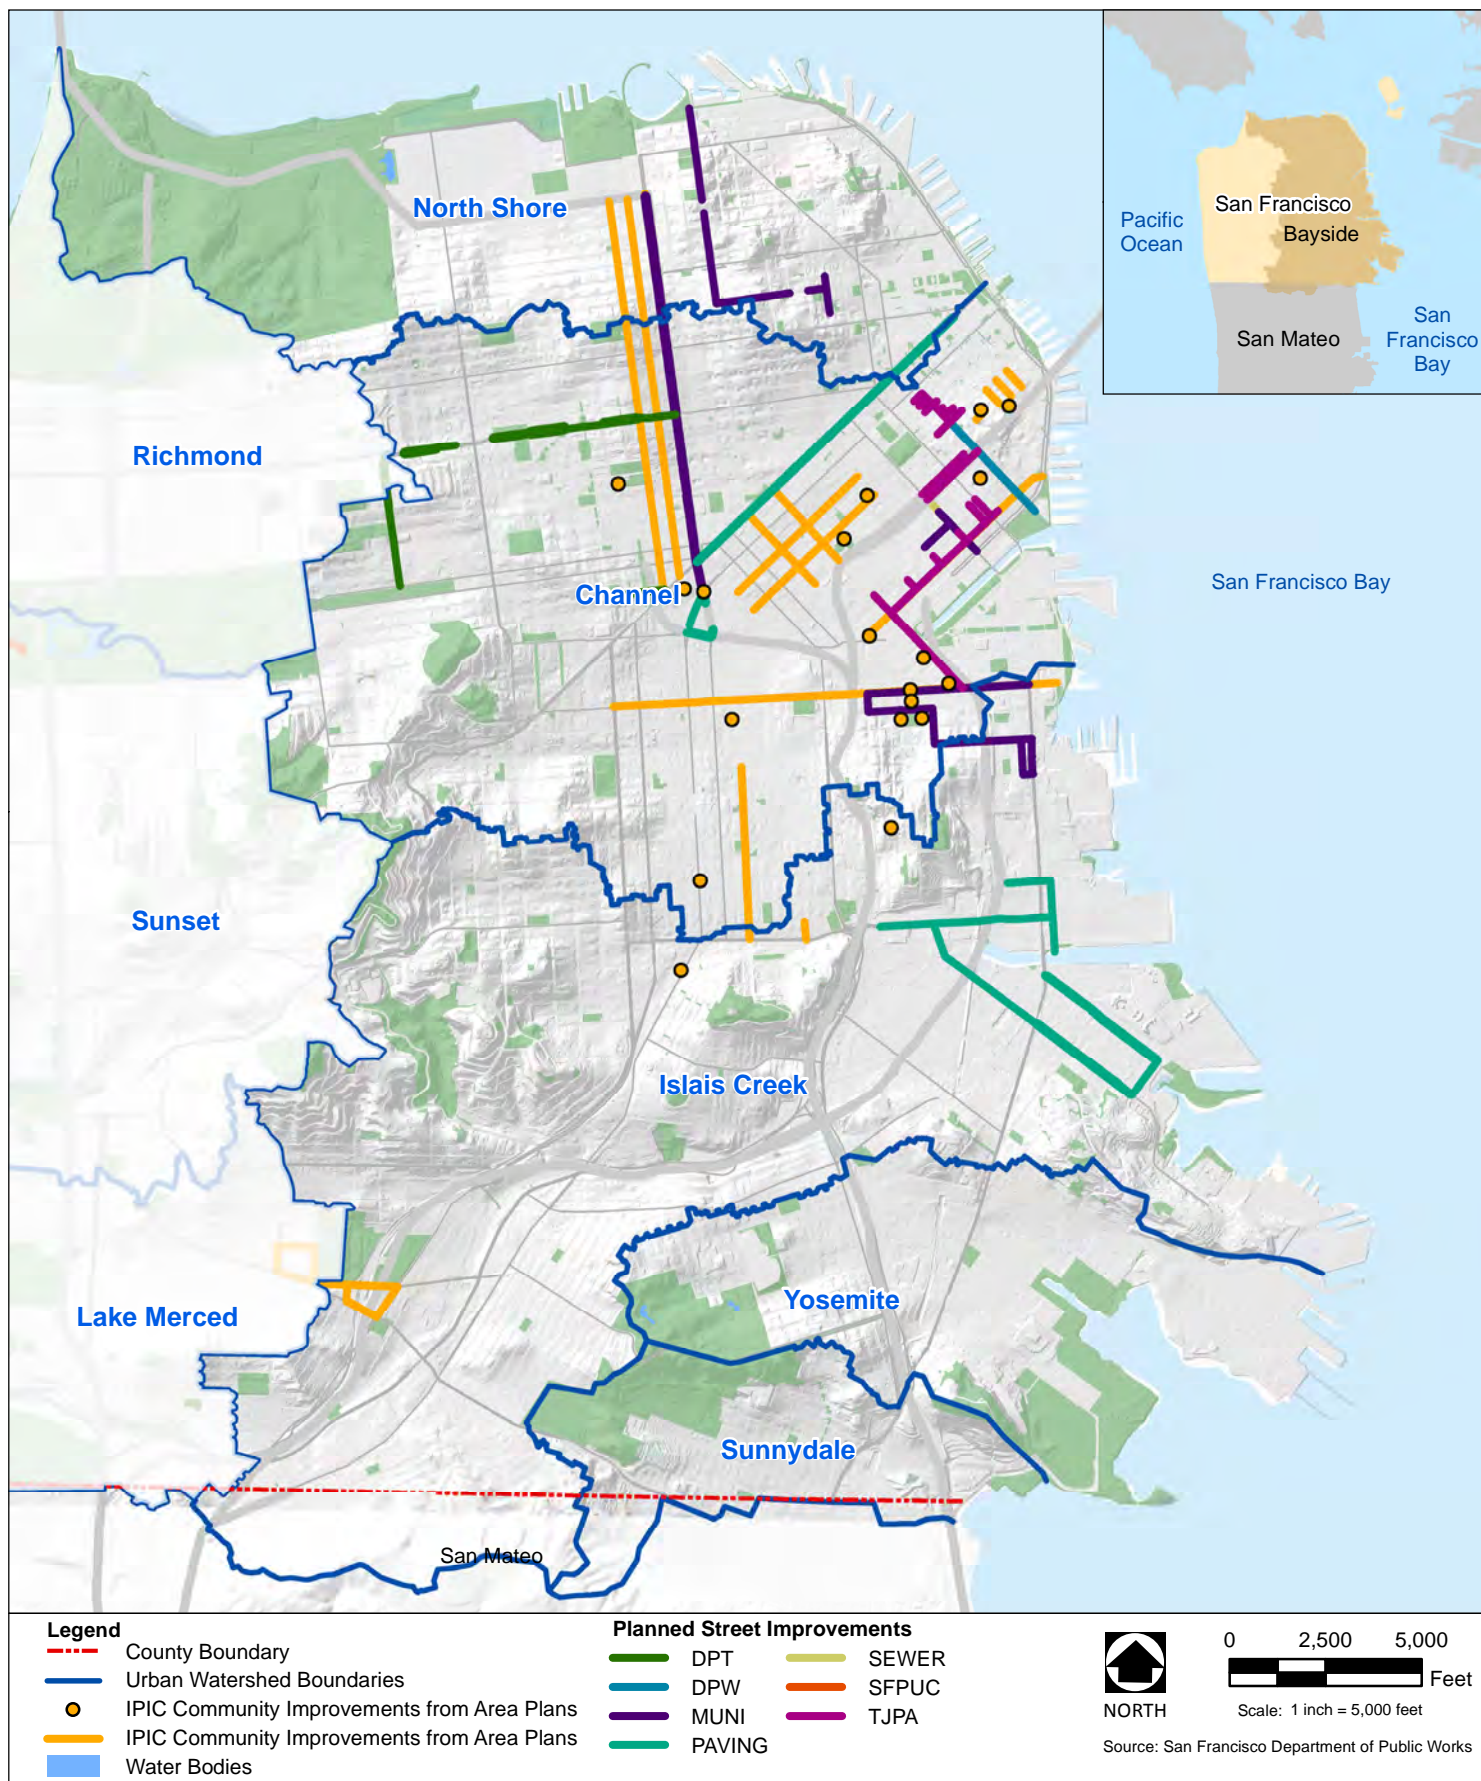 San Francisco
Bayside
Pacific
Ocean
San Mateo
San
Francisco
Bay
North Shore
Richmond
San Francisco Bay
Channel
Sunset
Islais Creek
Yosemite
Lake Merced
Sunnydale
San Mateo
Legend
County Boundary
Urban Watershed Boundaries
IPIC Community Improvements from Area Plans
IPIC Community Improvements from Area Plans
Water Bodies
Planned Street Improvements
DPT
DPW
MUNI
PAVING
SEWER
SFPUC
TJPA
NORTH
0 2,500 5,000
Feet
Scale: 1 inch = 5,000 feet
Source: San Francisco Department of Public Works